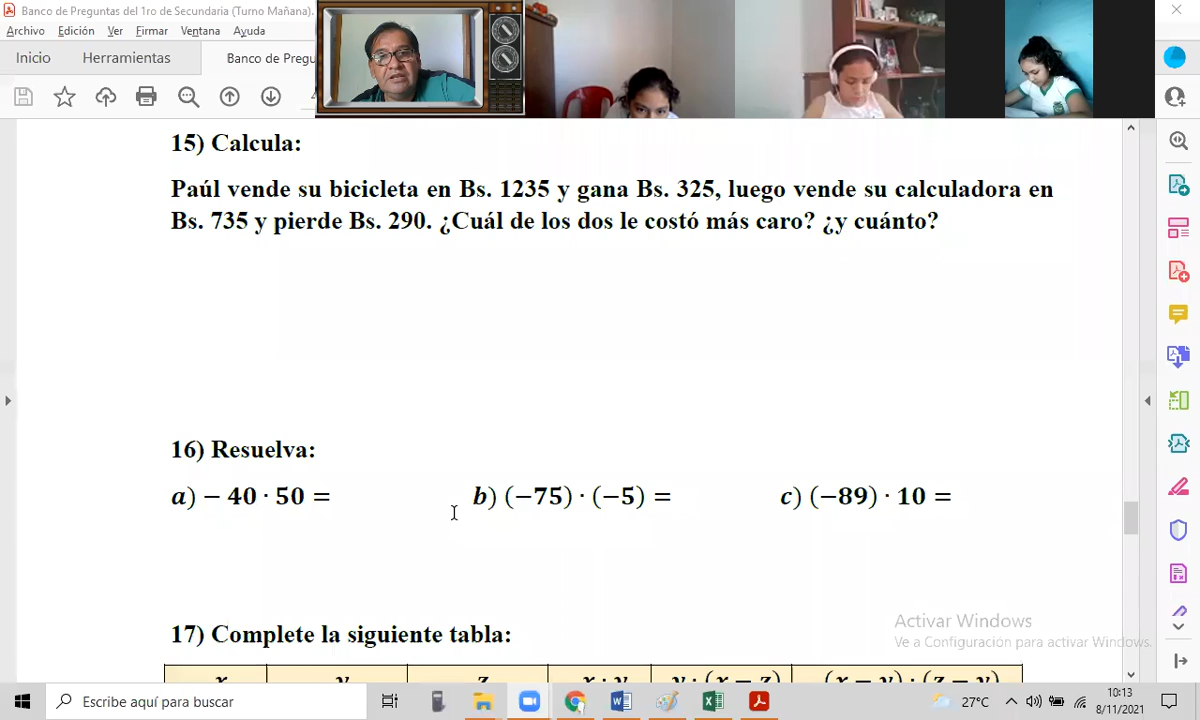 Banco de Preguntas del 1ro de Secundaria (Turno Mañana).
Archivo Edición Ver Firmar Ventana Ayuda
Inicio Herramientas Banco de Pregu
15) Calcula:
Paúl vende su bicicleta en Bs. 1235 y gana Bs. 325, luego vende su calculadora en
Bs. 735 y pierde Bs. 290. ¿Cuál de los dos le costó más caro? ¿y cuánto?
16) Resuelva:
a) − 40 · 50 = b) (−75) · (−5) = c) (−89) · 10 =
17) Complete la siguiente tabla:
x y z x · y y · (x − z) (x − y) · (z − y)
Activar Windows
Ve a Configuración para activar Windows.
Escribe aquí para buscar
27°C
10:13
8/11/2021